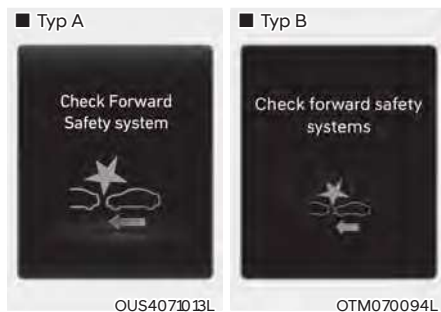 ■ Typ A
Check Forward
Safety system
OUS4071013L
■ Typ B
Check forward safety
systems
OTM070094L